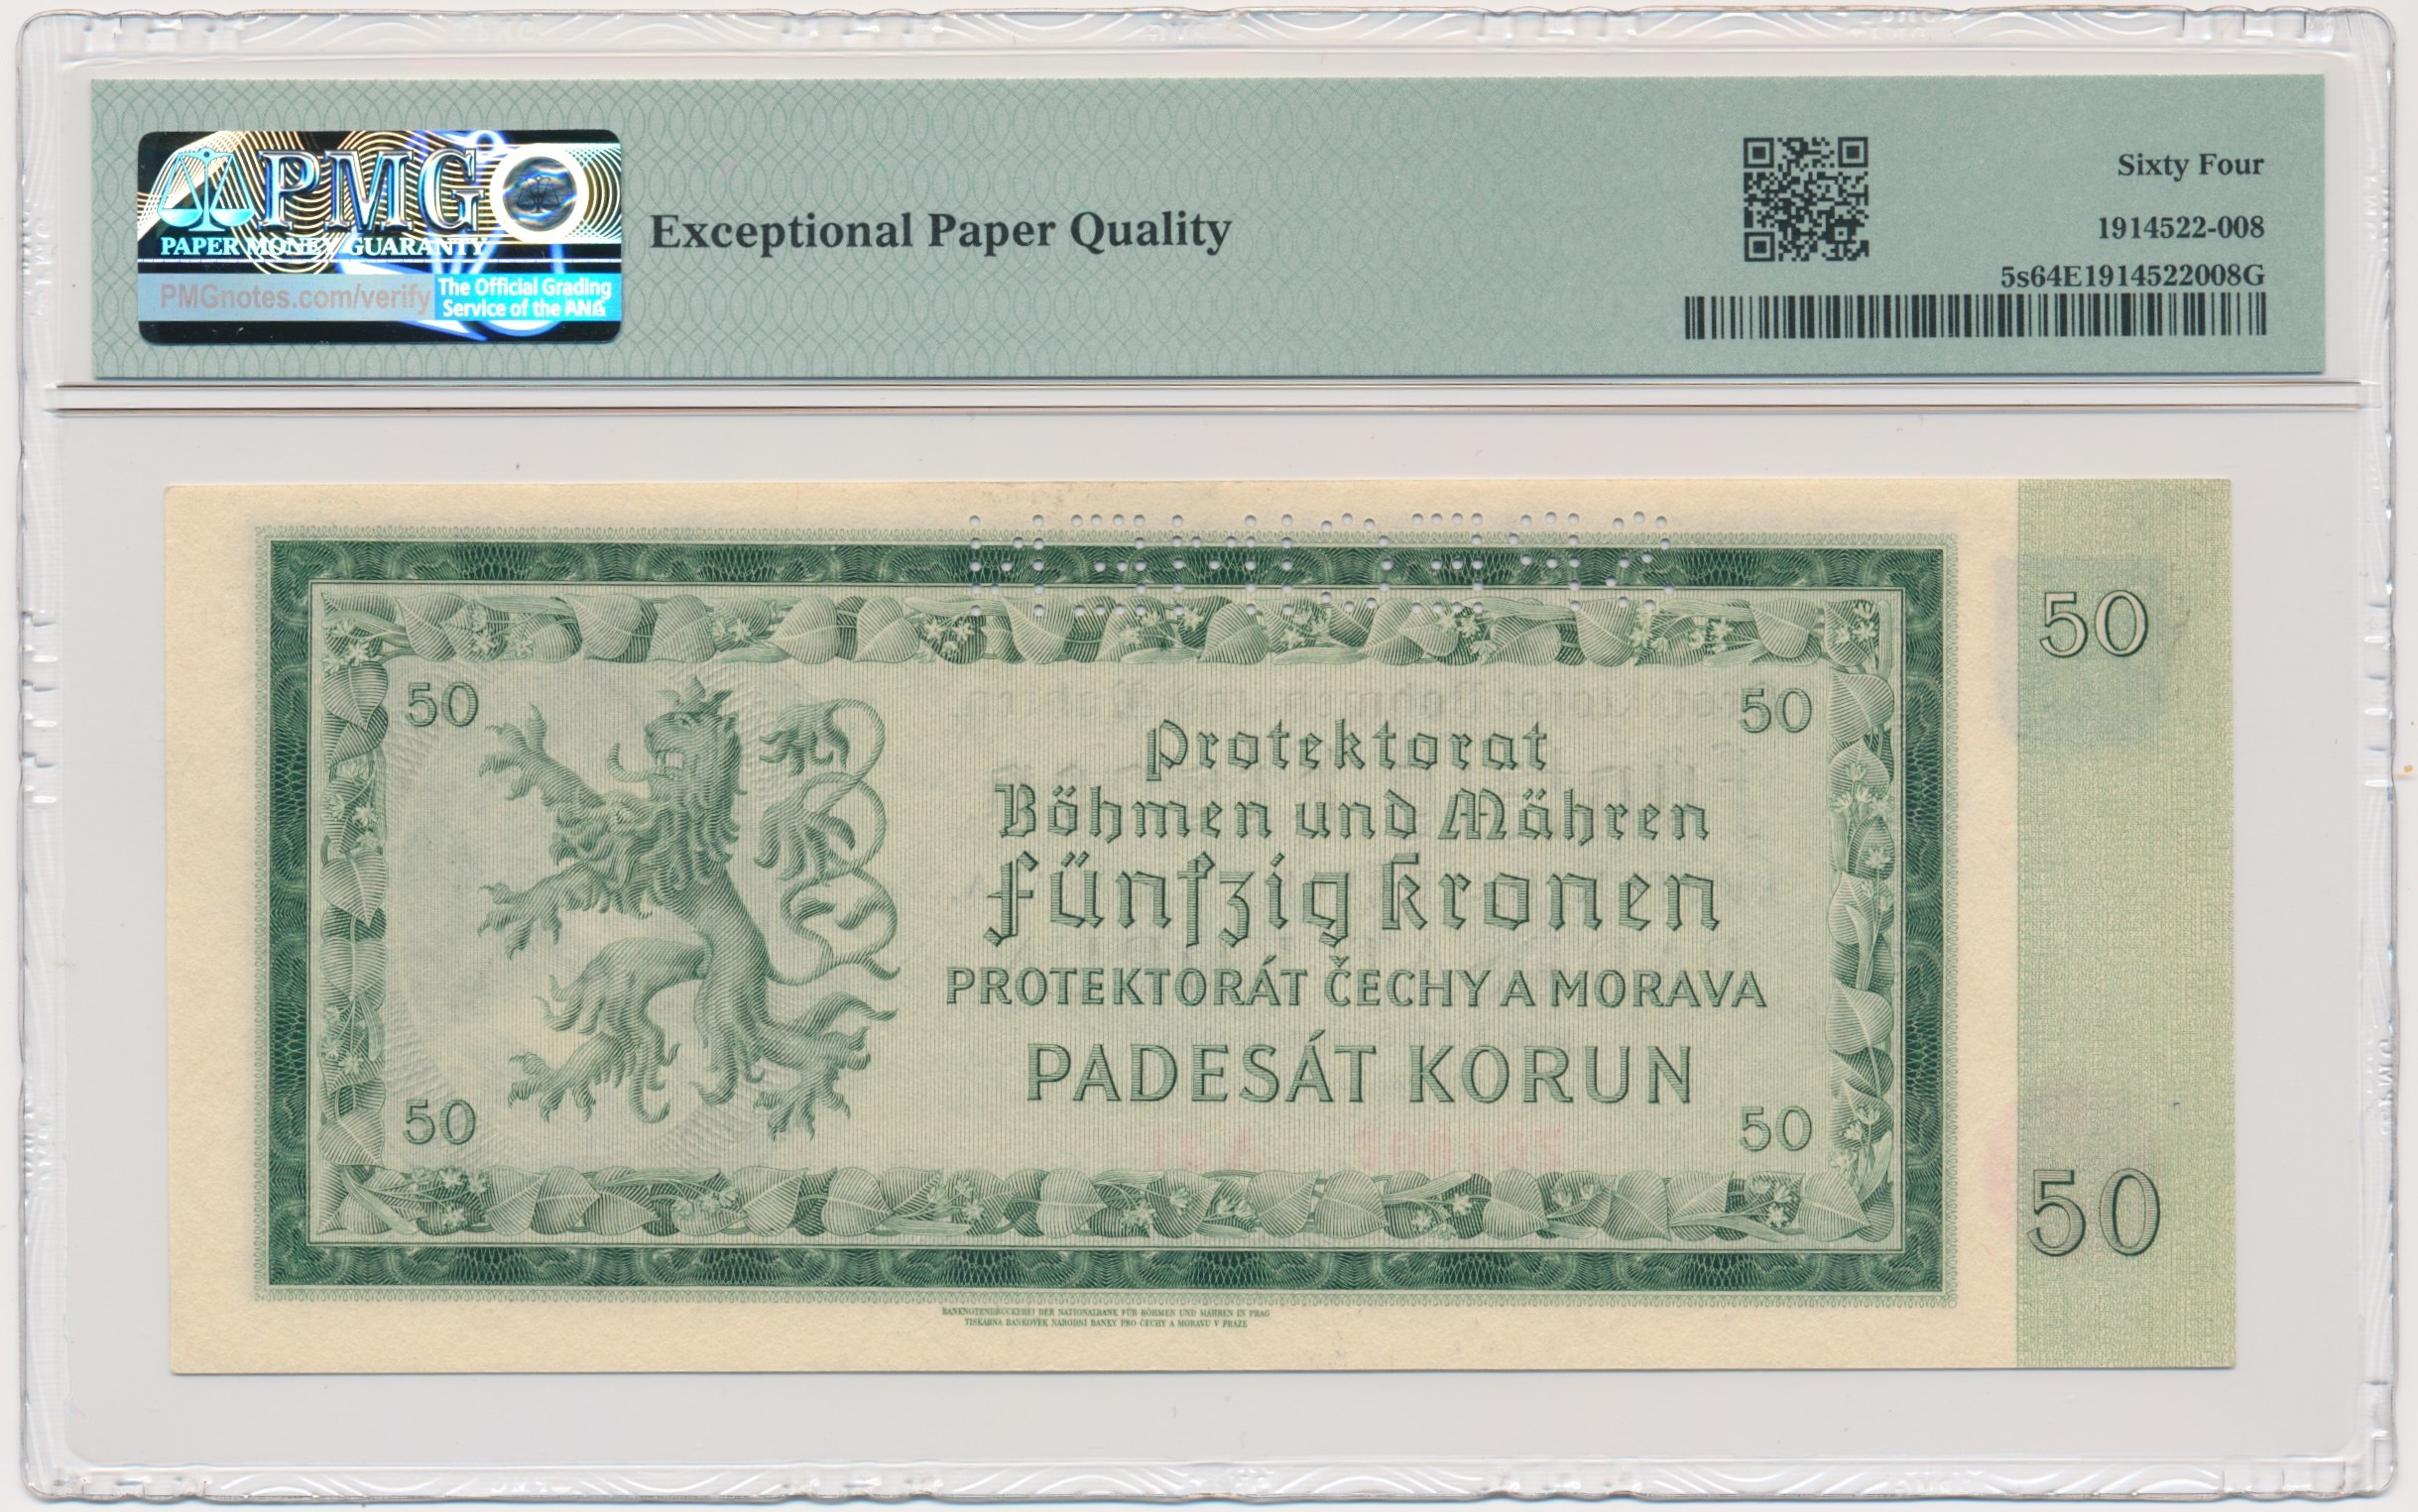 PMG
PAPER MONEY GUARANTY
PMGnotes.com/verify
The Official Grading
Service of the ANA
Exceptional Paper Quality
Sixty Four
1914522-008
5s64E1914522008G
50
50
50
Protektorat
Böhmen und Mähren
Fünfzig Kronen
PROTEKTORÁT ČECHY A MORAVA
PADESÁT KORUN
50
50
50
BANKNOTENDRUCKEREI DER NATIONALBANK FÜR BÖHMEN UND MÄHREN IN PRAG
TISKÁRNA BANKOVEK NÁRODNÍ BANKY PRO ČECHY A MORAVU V PRAZE